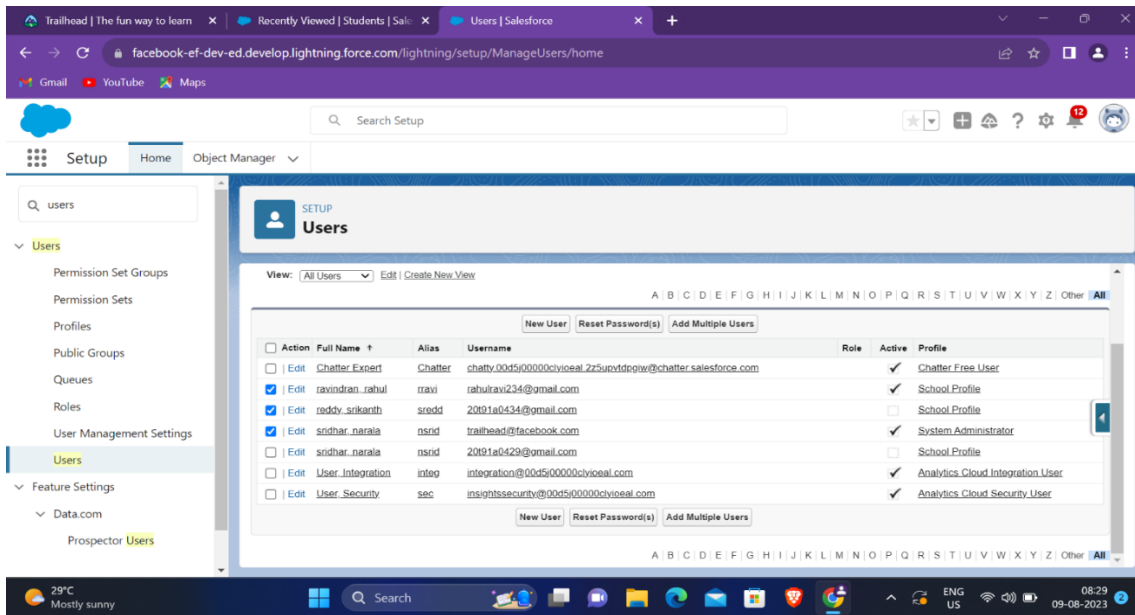 Trailhead | The fun way to learn
Recently Viewed | Students | Sale
Users | Salesforce
facebook-ef-dev-ed.develop.lightning.force.com/lightning/setup/ManageUsers/home
Gmail YouTube Maps
Search Setup
12
Setup Home Object Manager
users
Users
Permission Set Groups
Permission Sets
Profiles
Public Groups
Queues
Roles
User Management Settings
Users
Feature Settings
Data.com
Prospector Users
SETUP
Users
View: All Users Edit | Create New View
A | B | C | D | E | F | G | H | I | J | K | L | M | N | O | P | Q | R | S | T | U | V | W | X | Y | Z | Other All
New User Reset Password(s) Add Multiple Users
Action Full Name ↑ Alias Username Role Active Profile
| Edit Chatter Expert Chatter chatty.00d5j00000clyioeal.2z5upvtdpgiw@chatter.salesforce.com Chatter Free User
| Edit ravindran, rahul rravi rahulravi234@gmail.com School Profile
| Edit reddy, srikanth sredd 20t91a0434@gmail.com School Profile
| Edit sridhar, narala nsrid trailhead@facebook.com System Administrator
| Edit sridhar, narala nsrid 20t91a0429@gmail.com School Profile
| Edit User, Integration integ integration@00d5j00000clyioeal.com Analytics Cloud Integration User
| Edit User, Security sec insightssecurity@00d5j00000clyioeal.com Analytics Cloud Security User
New User Reset Password(s) Add Multiple Users
A | B | C | D | E | F | G | H | I | J | K | L | M | N | O | P | Q | R | S | T | U | V | W | X | Y | Z | Other All
29°C
Mostly sunny
Search
ENG
US
08:29
09-08-2023
2